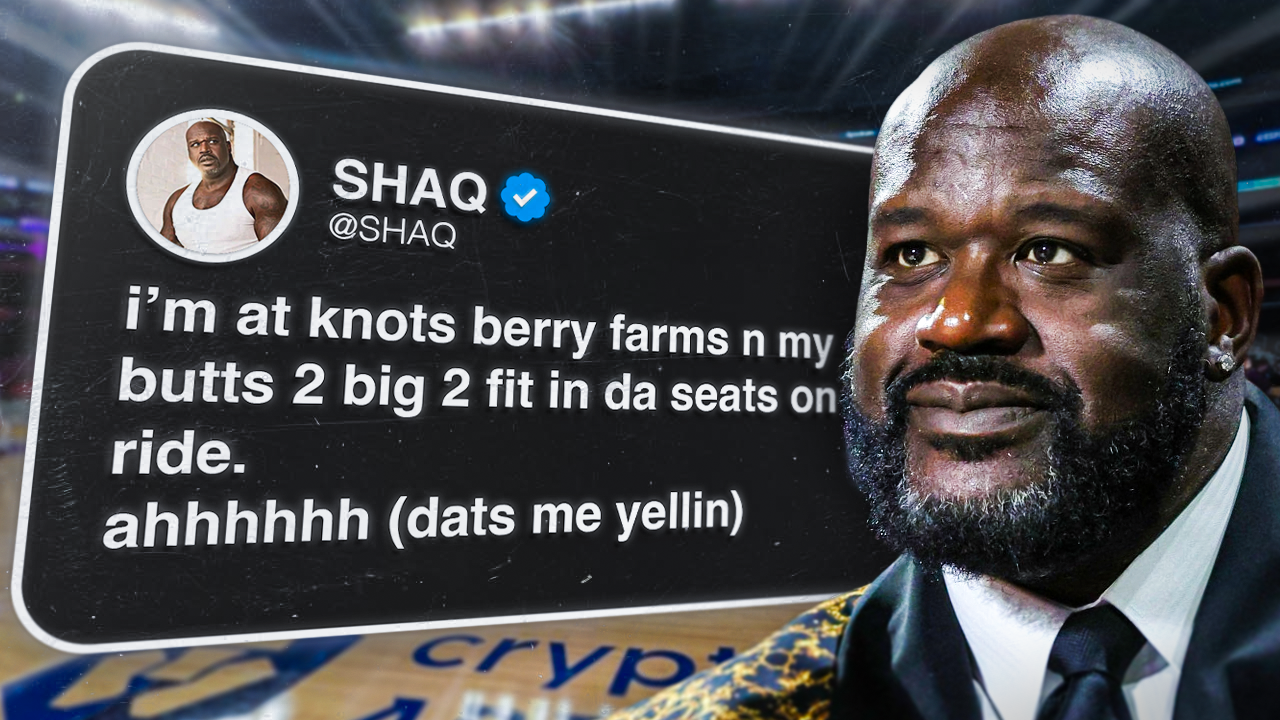 SHAQ
@SHAQ
i’m at knots berry farms n my
butts 2 big 2 fit in da seats on
ride.
ahhhhhh (dats me yellin)
crypt